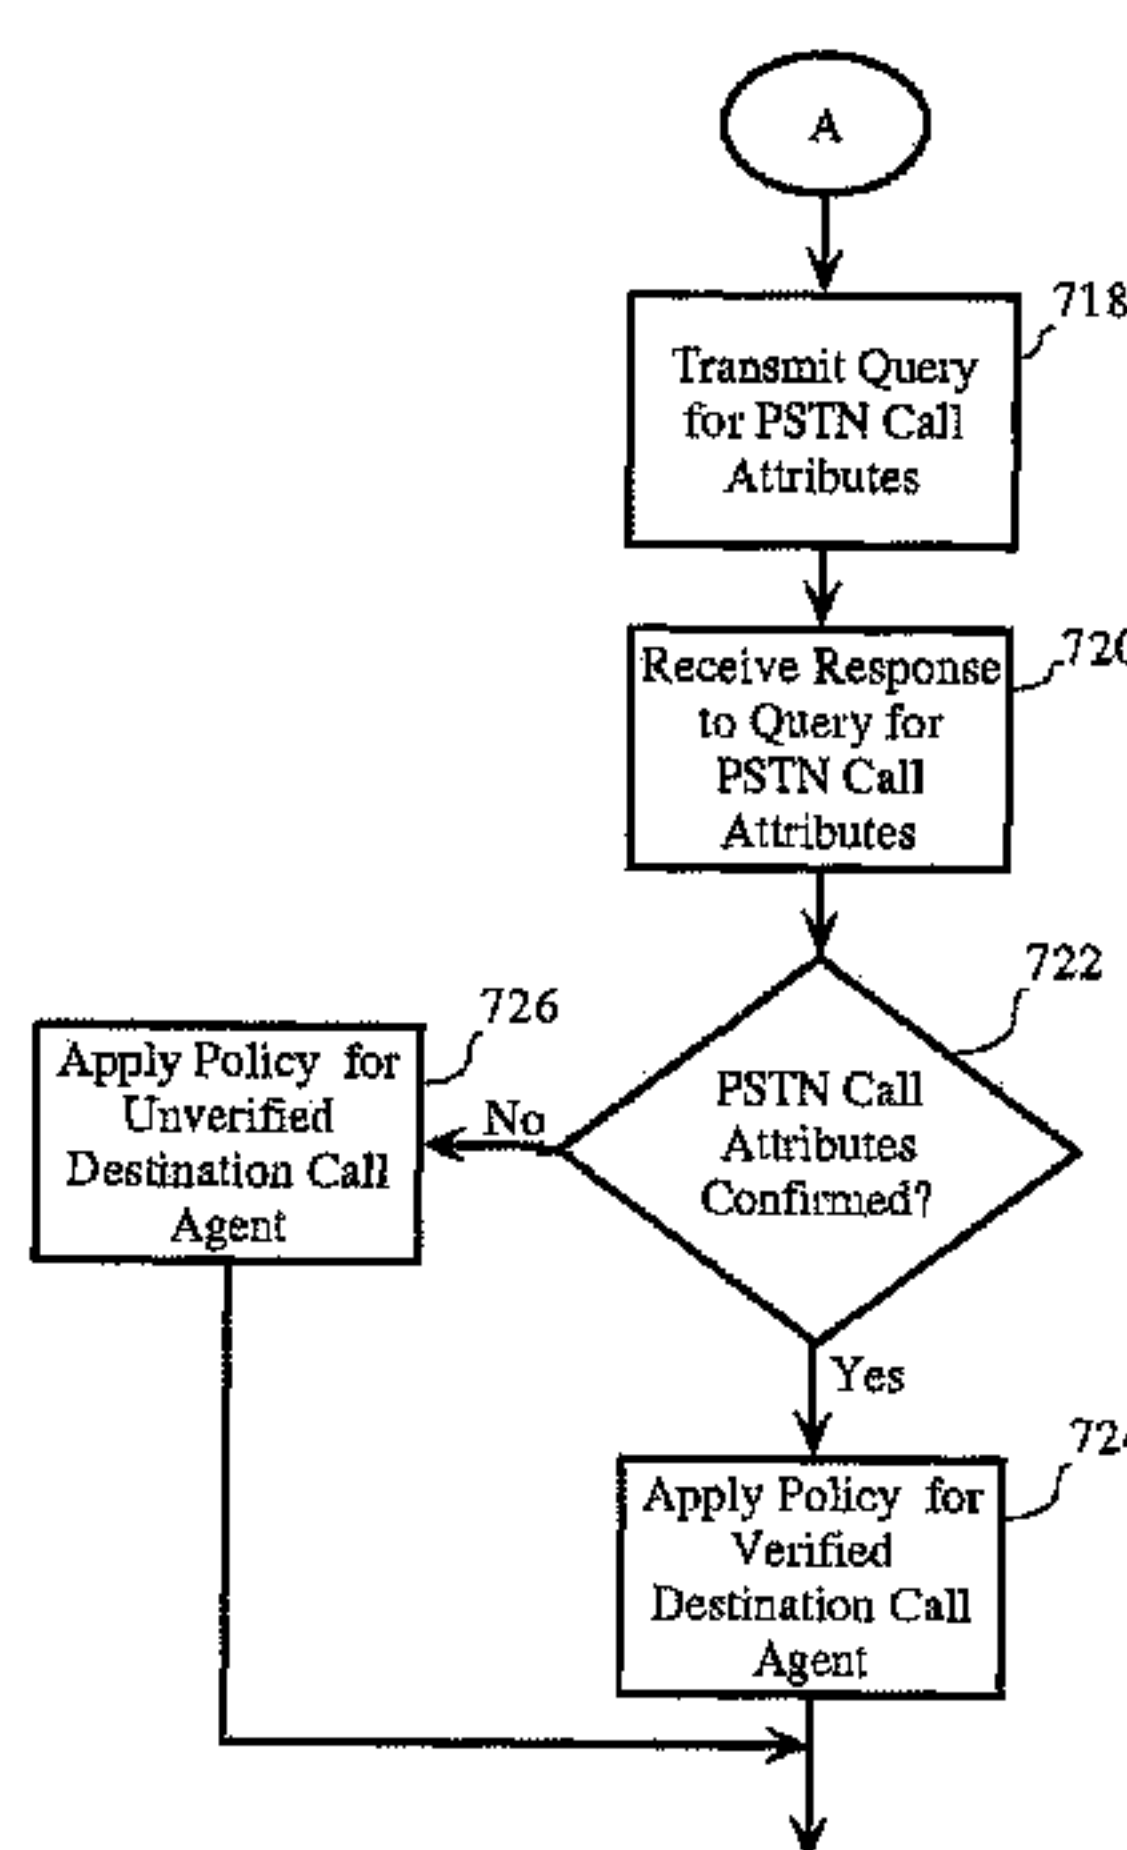 A
718
Transmit Query
for PSTN Call
Attributes
720
Receive Response
to Query for
PSTN Call
Attributes
722
PSTN Call
Attributes
Confirmed?
726
Apply Policy for
Unverified
Destination Call
Agent
No
Yes
724
Apply Policy for
Verified
Destination Call
Agent